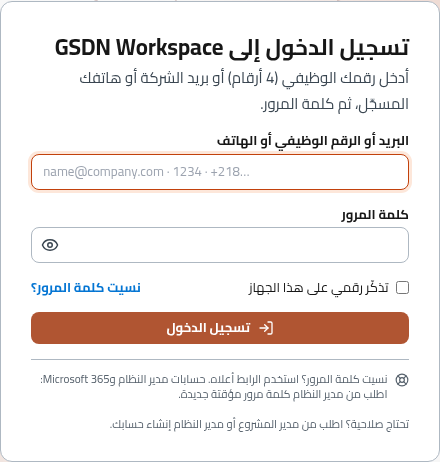 تسجيل الدخول إلى GSDN Workspace
أدخل رقمك الوظيفي (4 أرقام) أو بريد الشركة أو هاتفك
المسجّل، ثم كلمة المرور.
البريد أو الرقم الوظيفي أو الهاتف
name@company.com · 1234 · +218...
كلمة المرور
تذكّر رقمي على هذا الجهاز
نسيت كلمة المرور؟
تسجيل الدخول
نسيت كلمة المرور؟ استخدم الرابط أعلاه. حسابات مدير النظام وMicrosoft 365:
اطلب من مدير النظام كلمة مرور مؤقتة جديدة.
تحتاج صلاحية؟ اطلب من مدير المشروع أو مدير النظام إنشاء حسابك.